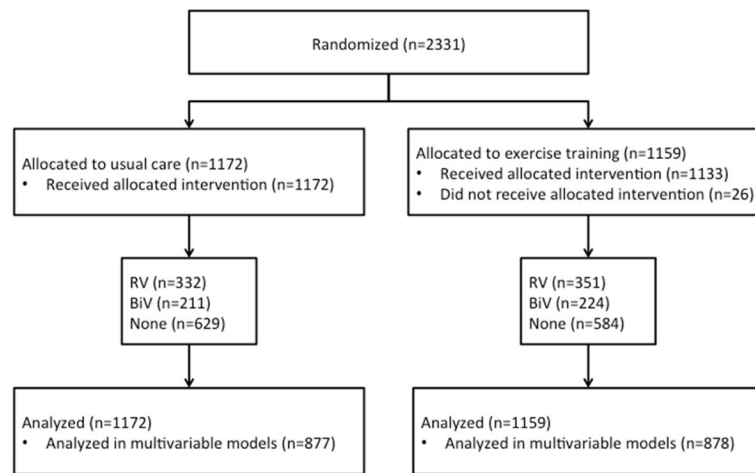 Randomized (n=2331)
Allocated to usual care (n=1172)
• Received allocated intervention (n=1172)
Allocated to exercise training (n=1159)
• Received allocated intervention (n=1133)
• Did not receive allocated intervention (n=26)
RV (n=332)
BiV (n=211)
None (n=629)
RV (n=351)
BiV (n=224)
None (n=584)
Analyzed (n=1172)
• Analyzed in multivariable models (n=877)
Analyzed (n=1159)
• Analyzed in multivariable models (n=878)